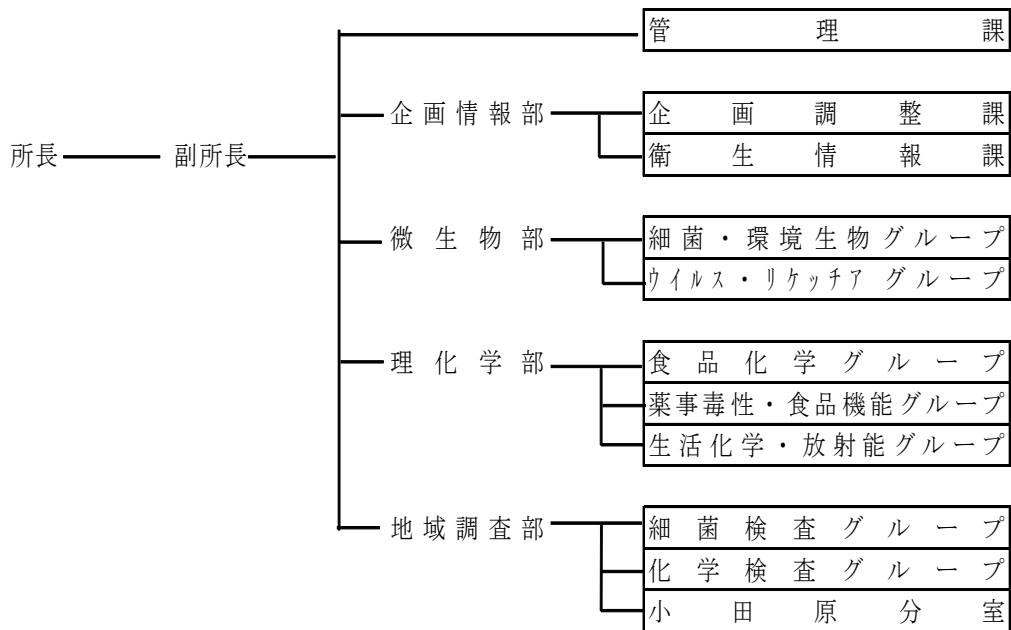 管理課
企画情報部 企画調整課
所長 副所長 衛生情報課
微生物部 細菌・環境生物グループ
ウイルス・リケッチア グループ
理化学部 食品化学グループ
薬事毒性・食品機能グループ
生活化学・放射能グループ
地域調査部 細菌検査グループ
化学検査グループ
小田原分室